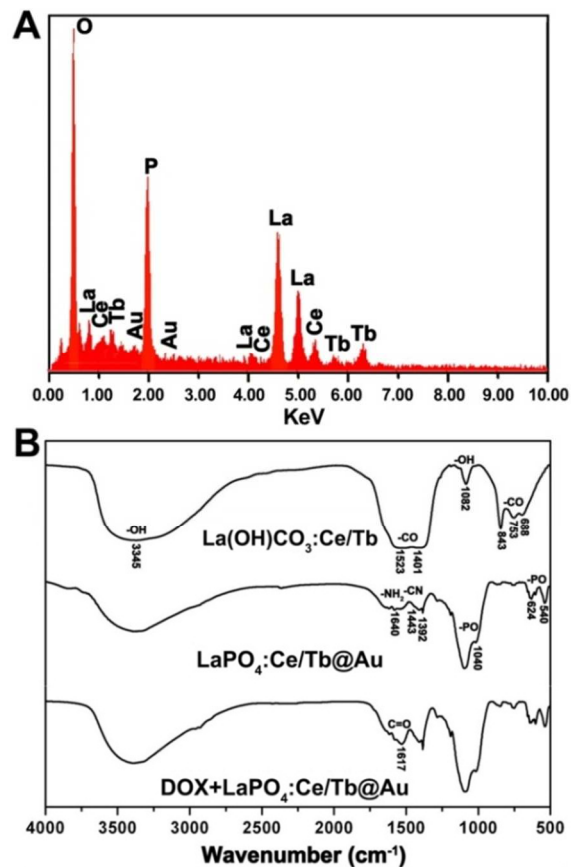 A
O
P
La
La
La
Ce
Tb
Au
Au
La
Ce
Ce
Tb
Tb
0.00 1.00 2.00 3.00 4.00 5.00 6.00 7.00 8.00 9.00 10.00
KeV
B
-OH
3345
-CO
1523
1401
-OH
1082
-CO
843
753
688
La(OH)CO₃:Ce/Tb
-NH₂
-CN
1640
1443
1392
-PO
1040
-PO
624
540
LaPO₄:Ce/Tb@Au
C=O
1617
DOX+LaPO₄:Ce/Tb@Au
4000 3500 3000 2500 2000 1500 1000 500
Wavenumber (cm⁻¹)